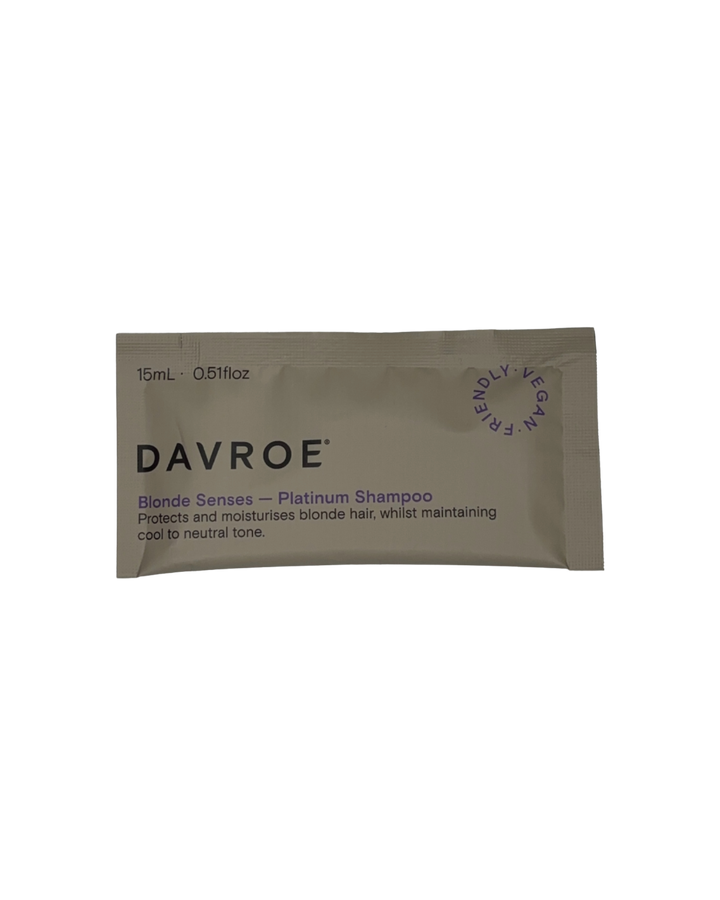 15mL · 0.51floz
FRIENDLY · VEGAN ·
DAVROE®
Blonde Senses — Platinum Shampoo
Protects and moisturises blonde hair, whilst maintaining
cool to neutral tone.